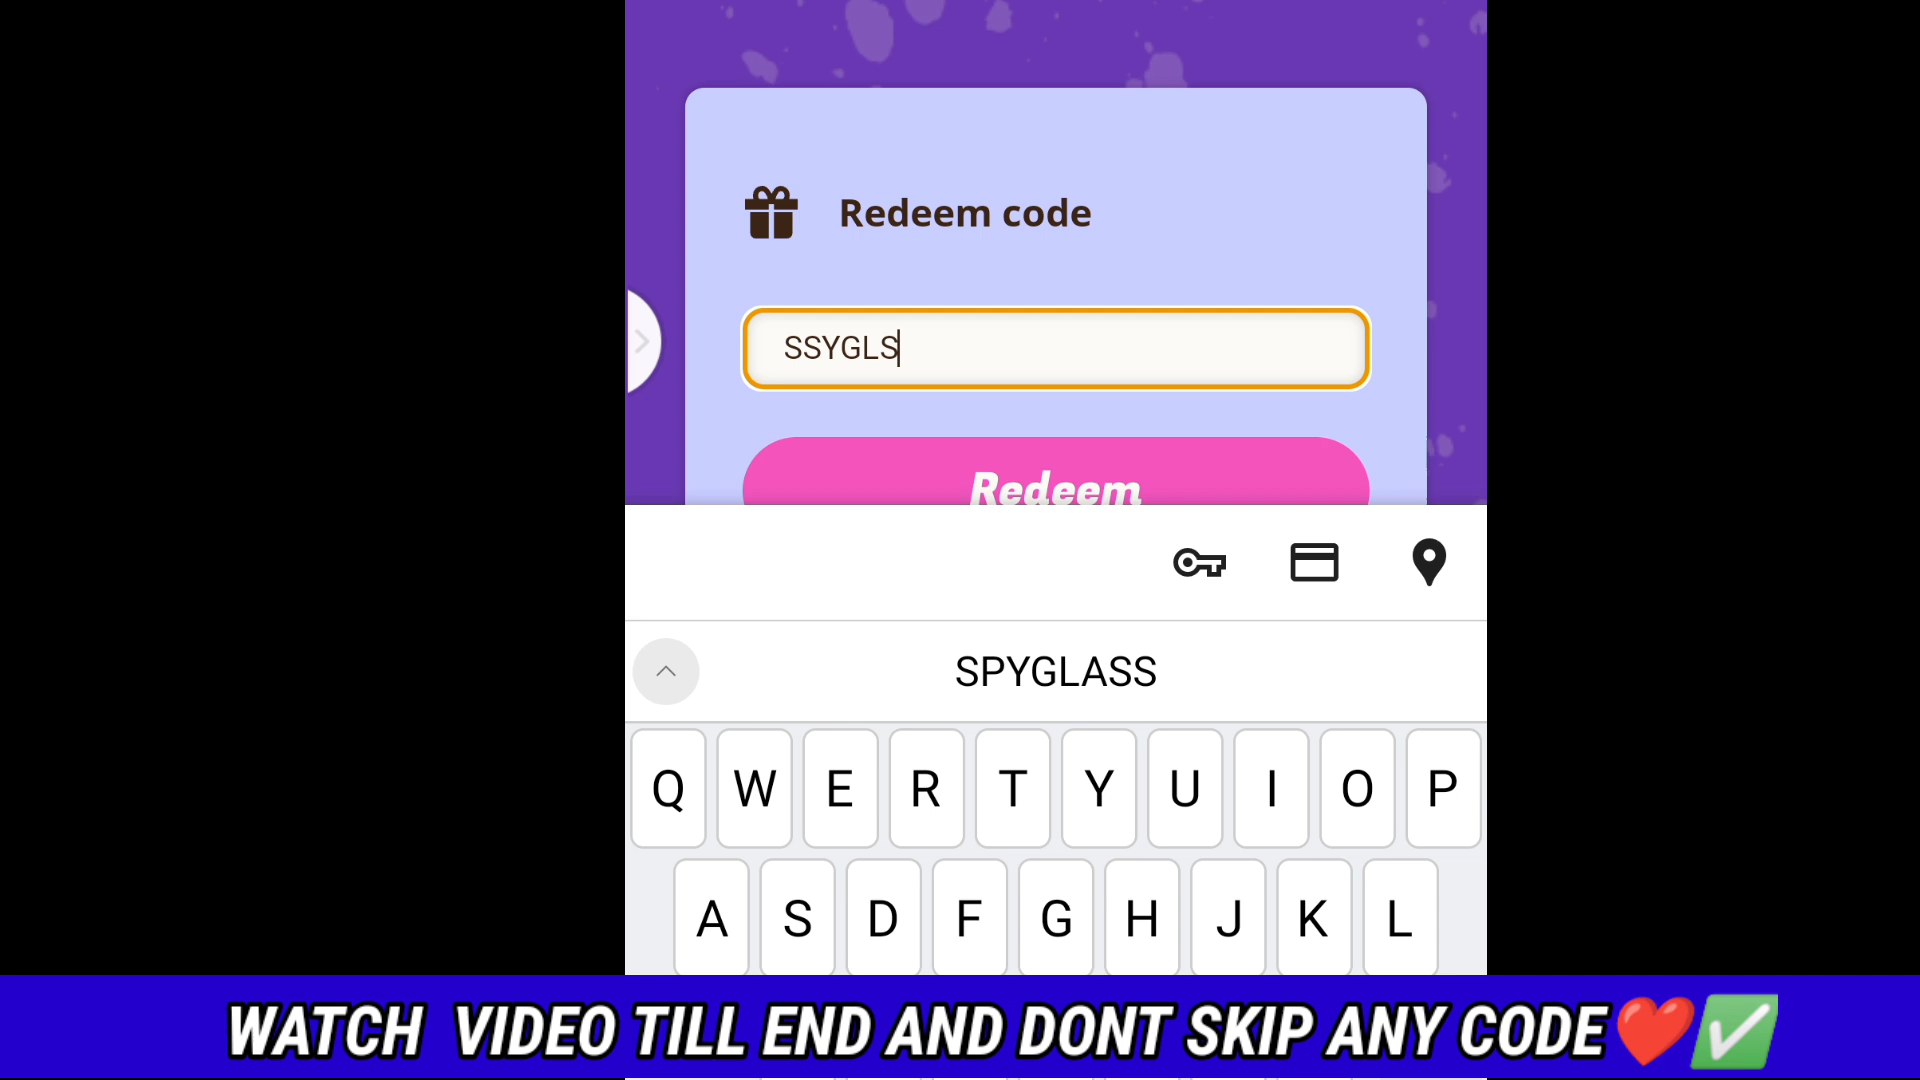 Redeem code
SSYGLS
Redeem
SPYGLASS
Q W E R T Y U I O P
A S D F G H J K L
WATCH VIDEO TILL END AND DONT SKIP ANY CODE❤️✅